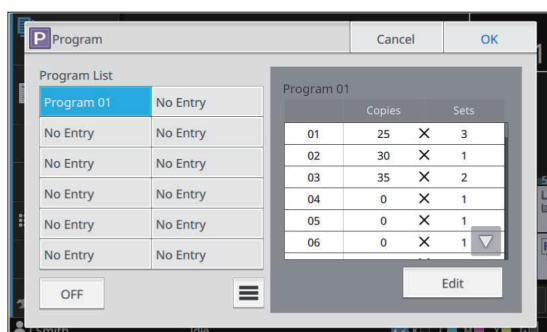 P Program
Cancel
OK
Program List
Program 01
No Entry
No Entry
No Entry
No Entry
No Entry
No Entry
No Entry
No Entry
No Entry
No Entry
No Entry
OFF
Program 01
Copies Sets
01 25 X 3
02 30 X 1
03 35 X 2
04 0 X 1
05 0 X 1
06 0 X 1
Edit
Smith
Idle